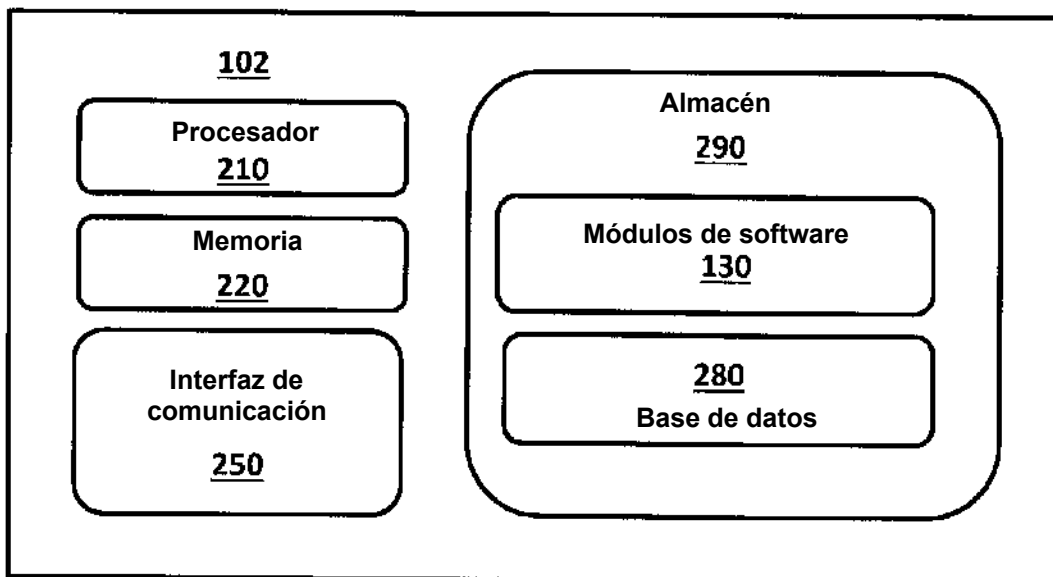 102
Procesador
210
Memoria
220
Interfaz de
comunicación
250
Almacén
290
Módulos de software
130
280
Base de datos